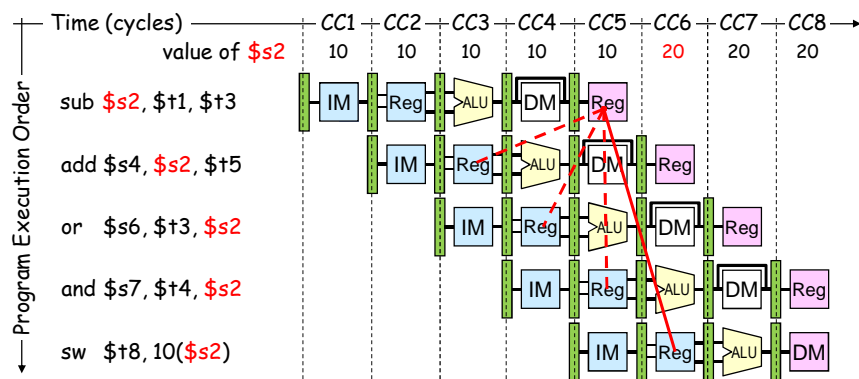 Time (cycles) CC1 CC2 CC3 CC4 CC5 CC6 CC7 CC8
value of $s2 10 10 10 10 10 20 20 20
Program Execution Order
sub $s2, $t1, $t3 IM Reg ALU DM Reg
add $s4, $s2, $t5 IM Reg ALU DM Reg
or $s6, $t3, $s2 IM Reg ALU DM Reg
and $s7, $t4, $s2 IM Reg ALU DM Reg
sw $t8, 10($s2) IM Reg ALU DM